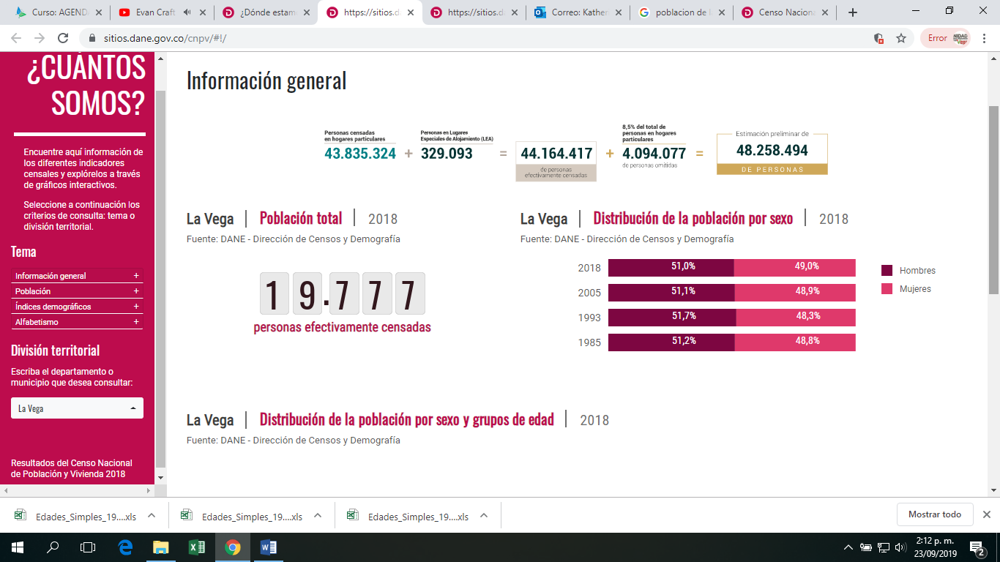 Curso: AGEND
Evan Craft
¿Dónde estam
https://sitios.da
https://sitios.da
Correo: Kather
poblacion de l
Censo Naciona
sitios.dane.gov.co/cnpv/#!/
Error
¿CUÁNTOS
SOMOS?
Encuentre aquí información de
los diferentes indicadores
censales y explórelos a través
de gráficos interactivos.
Seleccione a continuación los
criterios de consulta: tema o
división territorial.
Tema
Información general +
Población +
Índices demográficos +
Alfabetismo +
División territorial
Escriba el departamento o
municipio que desea consultar:
La Vega
Resultados del Censo Nacional
de Población y Vivienda 2018
Información general
Personas censadas
en hogares particulares
43.835.324
+
Personas en Lugares
Especiales de Alojamiento (LEA)
329.093
=
44.164.417
de personas
efectivamente censadas
+
8,5% del total de
personas en hogares
particulares
4.094.077
de personas omitidas
=
Estimación preliminar de
48.258.494
DE PERSONAS
La Vega | Población total | 2018
Fuente: DANE - Dirección de Censos y Demografía
19.777
personas efectivamente censadas
La Vega | Distribución de la población por sexo | 2018
Fuente: DANE - Dirección de Censos y Demografía
2018 51,0% 49,0%
2005 51,1% 48,9%
1993 51,7% 48,3%
1985 51,2% 48,8%
Hombres
Mujeres
La Vega | Distribución de la población por sexo y grupos de edad | 2018
Fuente: DANE - Dirección de Censos y Demografía
Edades_Simples_19....xls
Edades_Simples_19....xls
Edades_Simples_19....xls
Mostrar todo
2:12 p. m.
23/09/2019
2